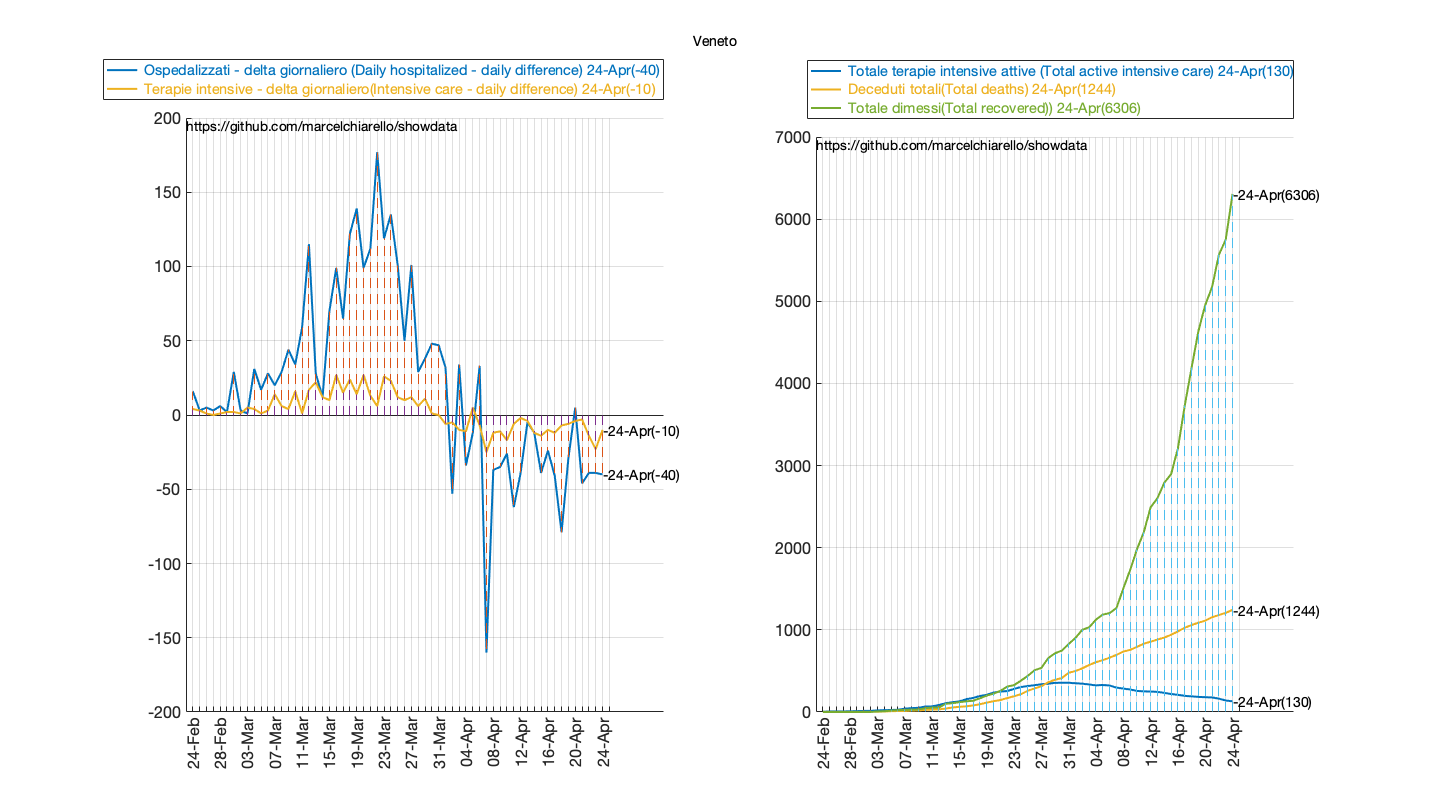 Veneto
Ospedalizzati - delta giornaliero (Daily hospitalized - daily difference) 24-Apr(-40)
Terapie intensive - delta giornaliero(Intensive care - daily difference) 24-Apr(-10)
https://github.com/marcelchiarello/showdata
200
150
100
50
0
-50
-100
-150
-200
-24-Apr(-10)
-24-Apr(-40)
24-Feb
28-Feb
03-Mar
07-Mar
11-Mar
15-Mar
19-Mar
23-Mar
27-Mar
31-Mar
04-Apr
08-Apr
12-Apr
16-Apr
20-Apr
24-Apr
Totale terapie intensive attive (Total active intensive care) 24-Apr(130)
Deceduti totali(Total deaths) 24-Apr(1244)
Totale dimessi(Total recovered)) 24-Apr(6306)
https://github.com/marcelchiarello/showdata
7000
6000
5000
4000
3000
2000
1000
0
-24-Apr(6306)
-24-Apr(1244)
-24-Apr(130)
24-Feb
28-Feb
03-Mar
07-Mar
11-Mar
15-Mar
19-Mar
23-Mar
27-Mar
31-Mar
04-Apr
08-Apr
12-Apr
16-Apr
20-Apr
24-Apr